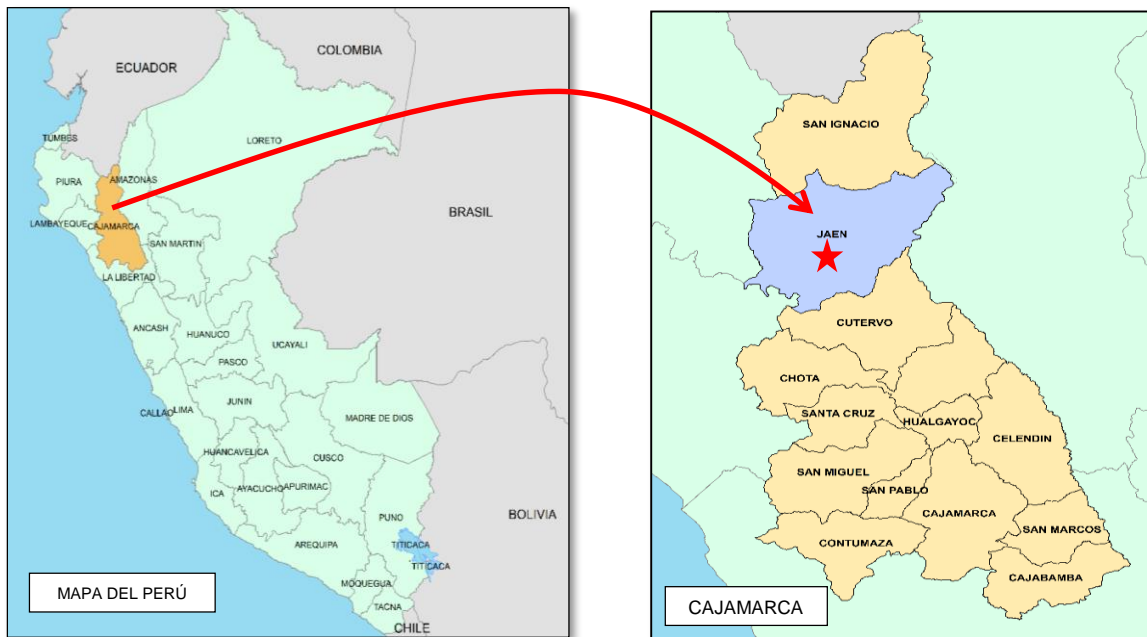 COLOMBIA
ECUADOR
TUMBES
LORETO
PIURA
AMAZONAS
LAMBAYEQUE
CAJAMARCA
SAN MARTIN
BRASIL
LA LIBERTAD
ANCASH
HUANUCO
UCAYALI
PASCO
JUNIN
CALLAO
LIMA
MADRE DE DIOS
HUANCAVELICA
CUSCO
ICA
AYACUCHO
APURIMAC
PUNO
BOLIVIA
AREQUIPA
TITICACA
TITICACA
MOQUEGUA
TACNA
CHILE
MAPA DEL PERÚ
SAN IGNACIO
JAEN
CUTERVO
CHOTA
SANTA CRUZ
HUALGAYOC
CELENDIN
SAN MIGUEL
SAN PABLO
CAJAMARCA
SAN MARCOS
CONTUMAZA
CAJABAMBA
CAJAMARCA